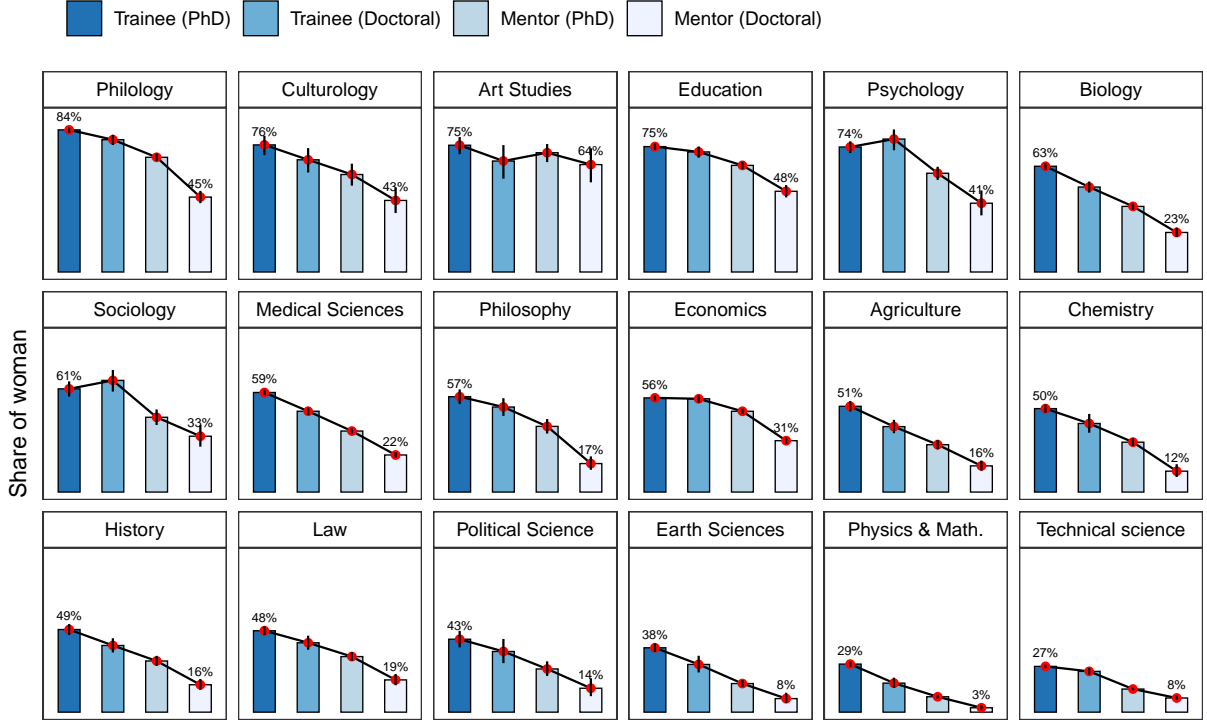 Trainee (PhD) Trainee (Doctoral) Mentor (PhD) Mentor (Doctoral)
Share of woman
Philology Culturology Art Studies Education Psychology Biology
84% 76% 75% 75% 74% 63%
45% 43% 64% 48% 41% 23%
Sociology Medical Sciences Philosophy Economics Agriculture Chemistry
61% 59% 57% 56% 51% 50%
33% 22% 17% 31% 16% 12%
History Law Political Science Earth Sciences Physics & Math. Technical science
49% 48% 43% 38% 29% 27%
16% 19% 14% 8% 3% 8%